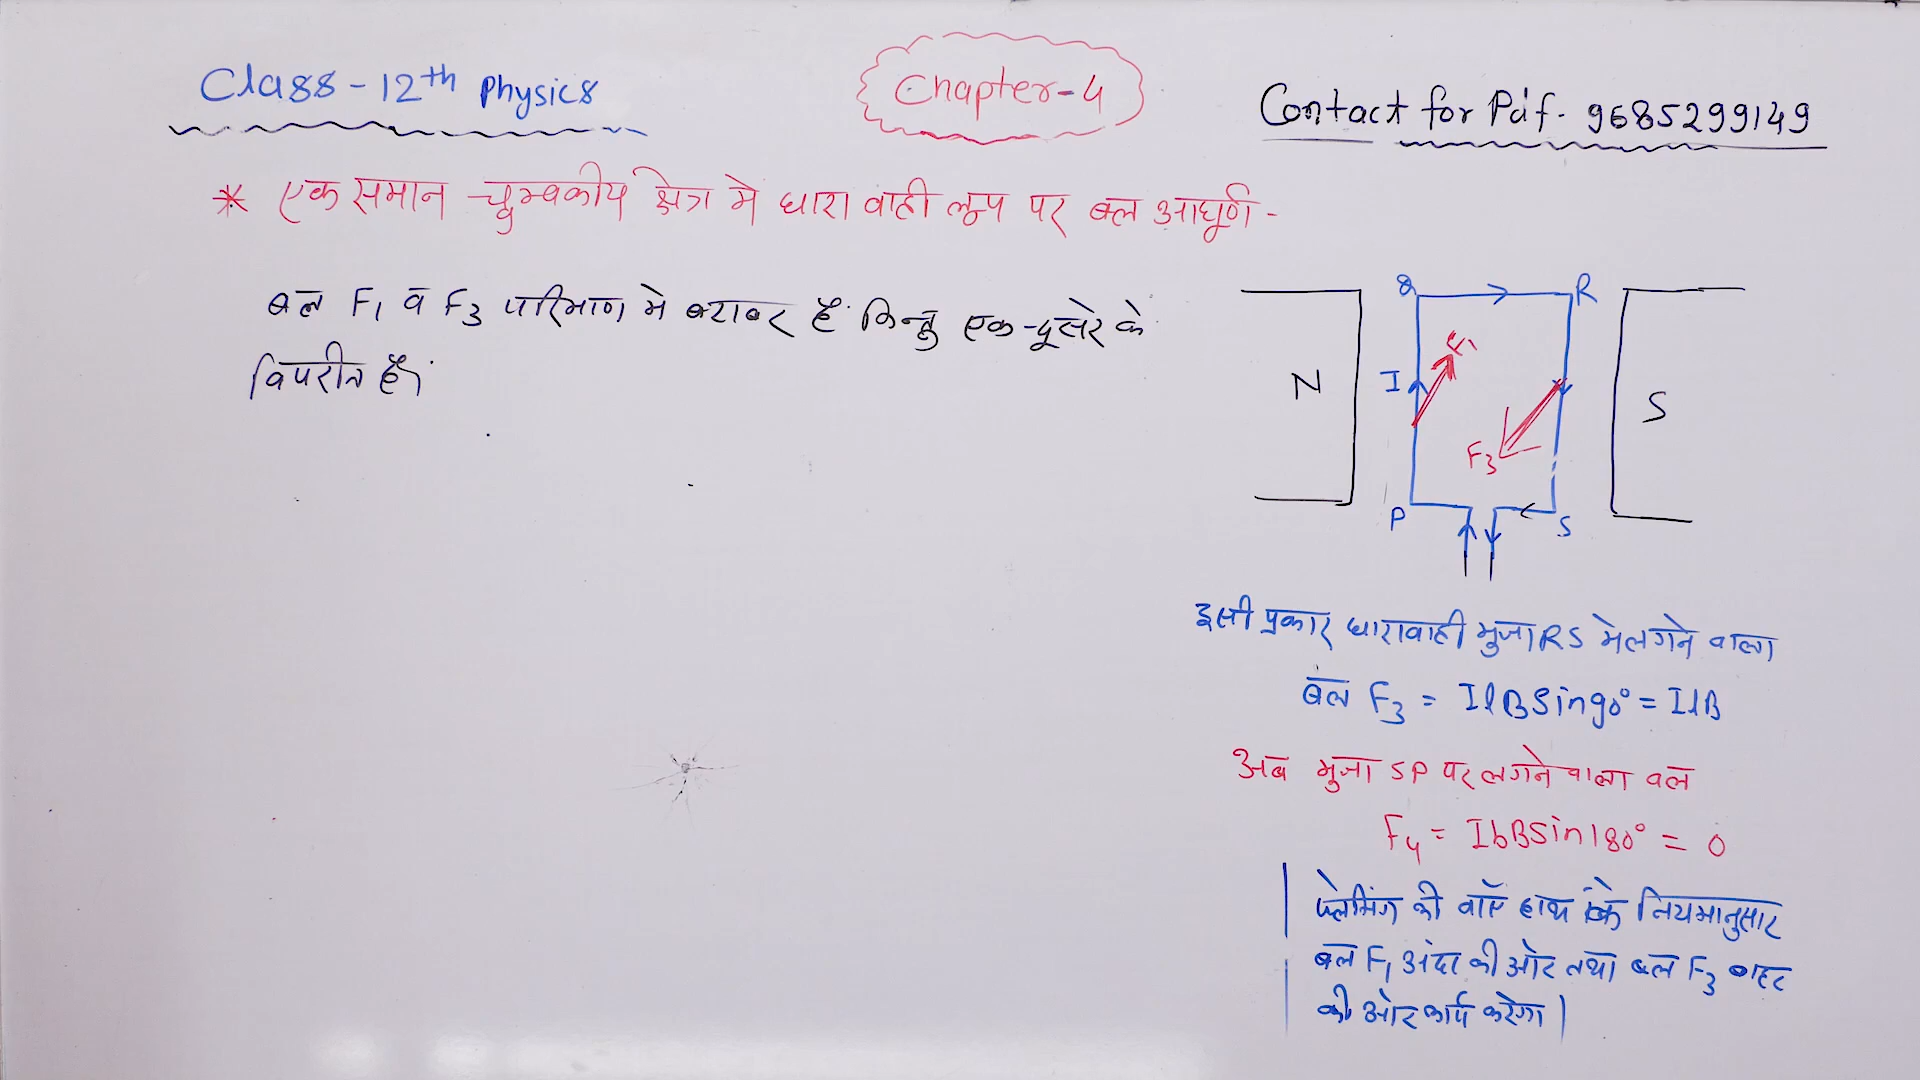 Class - 12th Physics
Chapter-4
Contact for Pdf. 9685299149
* एक समान चुम्बकीय क्षेत्र मे धारा वाही लूप पर बल आघूर्ण -
बल F₁ व F₃ परिमाण मे बराबर हैं किन्तु एक-दूसरे के
विपरीत हैं।
Q R
N I F₁ S
F₃
P S
इसी प्रकार धारावाही भुजा RS मे लगने वाला
बल F₃ = IlBSin90° = IlB
अब भुजा SP पर लगने वाला बल
F₄ = IbBSin180° = 0
फ्लेमिंग की बाँए हाथ के नियमानुसार
बल F₁ अंदर की ओर तथा बल F₃ बाहर
की ओर कार्य करेगा|